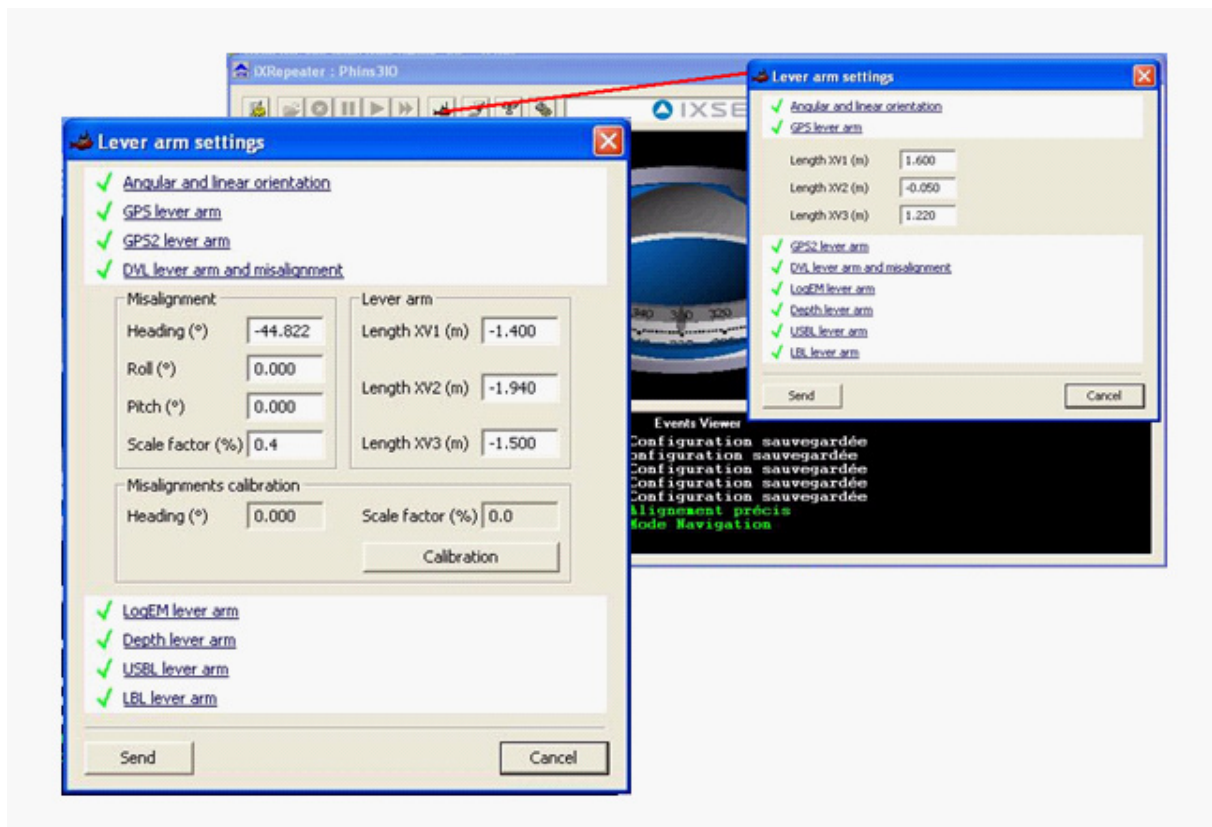 iXRepeater : Phins3IO
IXSE
Lever arm settings
Angular and linear orientation
GPS lever arm
GPS2 lever arm
DVL lever arm and misalignment
Misalignment
Heading (°) -44.822
Roll (°) 0.000
Pitch (°) 0.000
Scale factor (%) 0.4
Lever arm
Length XV1 (m) -1.400
Length XV2 (m) -1.940
Length XV3 (m) -1.500
Misalignments calibration
Heading (°) 0.000 Scale factor (%) 0.0
Calibration
LogEM lever arm
Depth lever arm
USBL lever arm
LBL lever arm
Send Cancel
Lever arm settings
Angular and linear orientation
GPS lever arm
Length XV1 (m) 1.600
Length XV2 (m) -0.050
Length XV3 (m) 1.220
GPS2 lever arm
DVL lever arm and misalignment
LogEM lever arm
Depth lever arm
USBL lever arm
LBL lever arm
Send Cancel
Events Viewer
Configuration sauvegardée
onfiguration sauvegardée
Configuration sauvegardée
Configuration sauvegardée
Configuration sauvegardée
Alignement précis
Mode Navigation